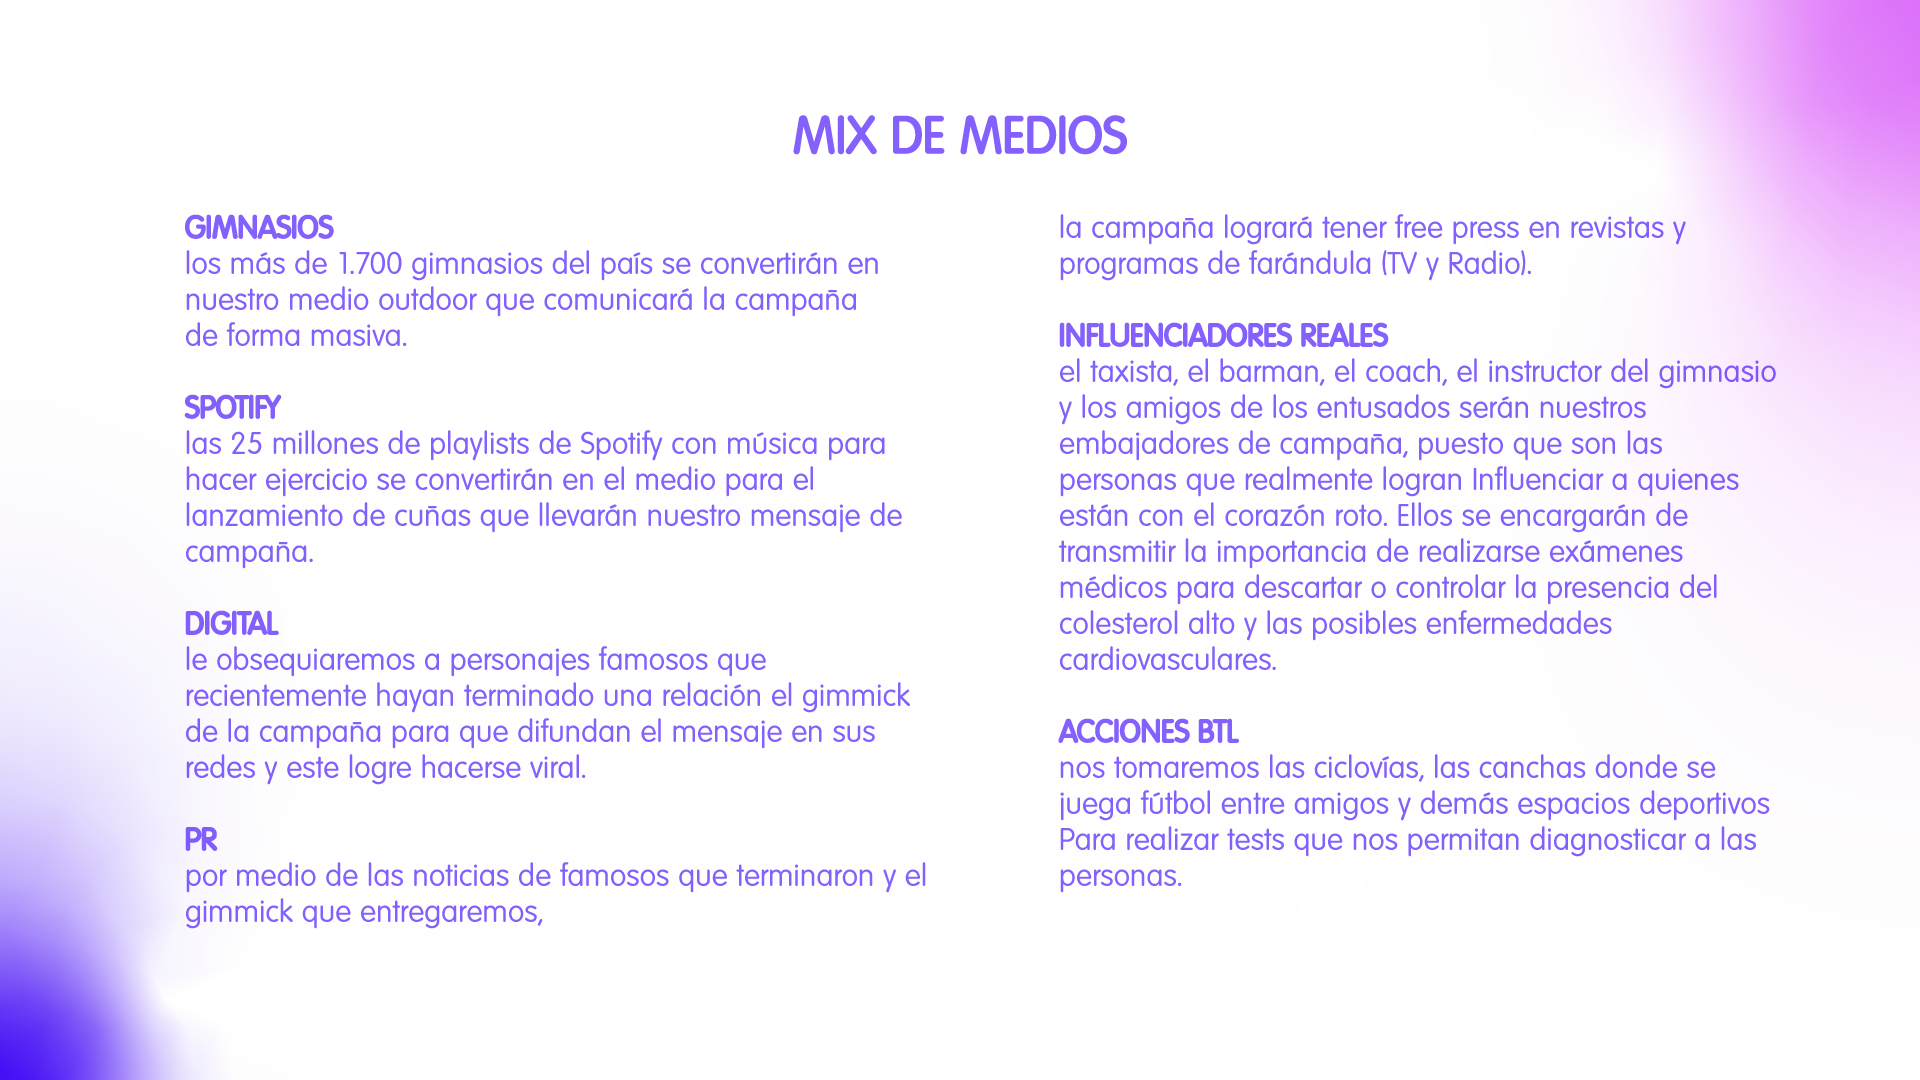 MIX DE MEDIOS
GIMNASIOS
los más de 1.700 gimnasios del país se convertirán en
nuestro medio outdoor que comunicará la campaña
de forma masiva.
SPOTIFY
las 25 millones de playlists de Spotify con música para
hacer ejercicio se convertirán en el medio para el
lanzamiento de cuñas que llevarán nuestro mensaje de
campaña.
DIGITAL
le obsequiaremos a personajes famosos que
recientemente hayan terminado una relación el gimmick
de la campaña para que difundan el mensaje en sus
redes y este logre hacerse viral.
PR
por medio de las noticias de famosos que terminaron y el
gimmick que entregaremos,
la campaña logrará tener free press en revistas y
programas de farándula (TV y Radio).
INFLUENCIADORES REALES
el taxista, el barman, el coach, el instructor del gimnasio
y los amigos de los entusados serán nuestros
embajadores de campaña, puesto que son las
personas que realmente logran Influenciar a quienes
están con el corazón roto. Ellos se encargarán de
transmitir la importancia de realizarse exámenes
médicos para descartar o controlar la presencia del
colesterol alto y las posibles enfermedades
cardiovasculares.
ACCIONES BTL
nos tomaremos las ciclovías, las canchas donde se
juega fútbol entre amigos y demás espacios deportivos
Para realizar tests que nos permitan diagnosticar a las
personas.